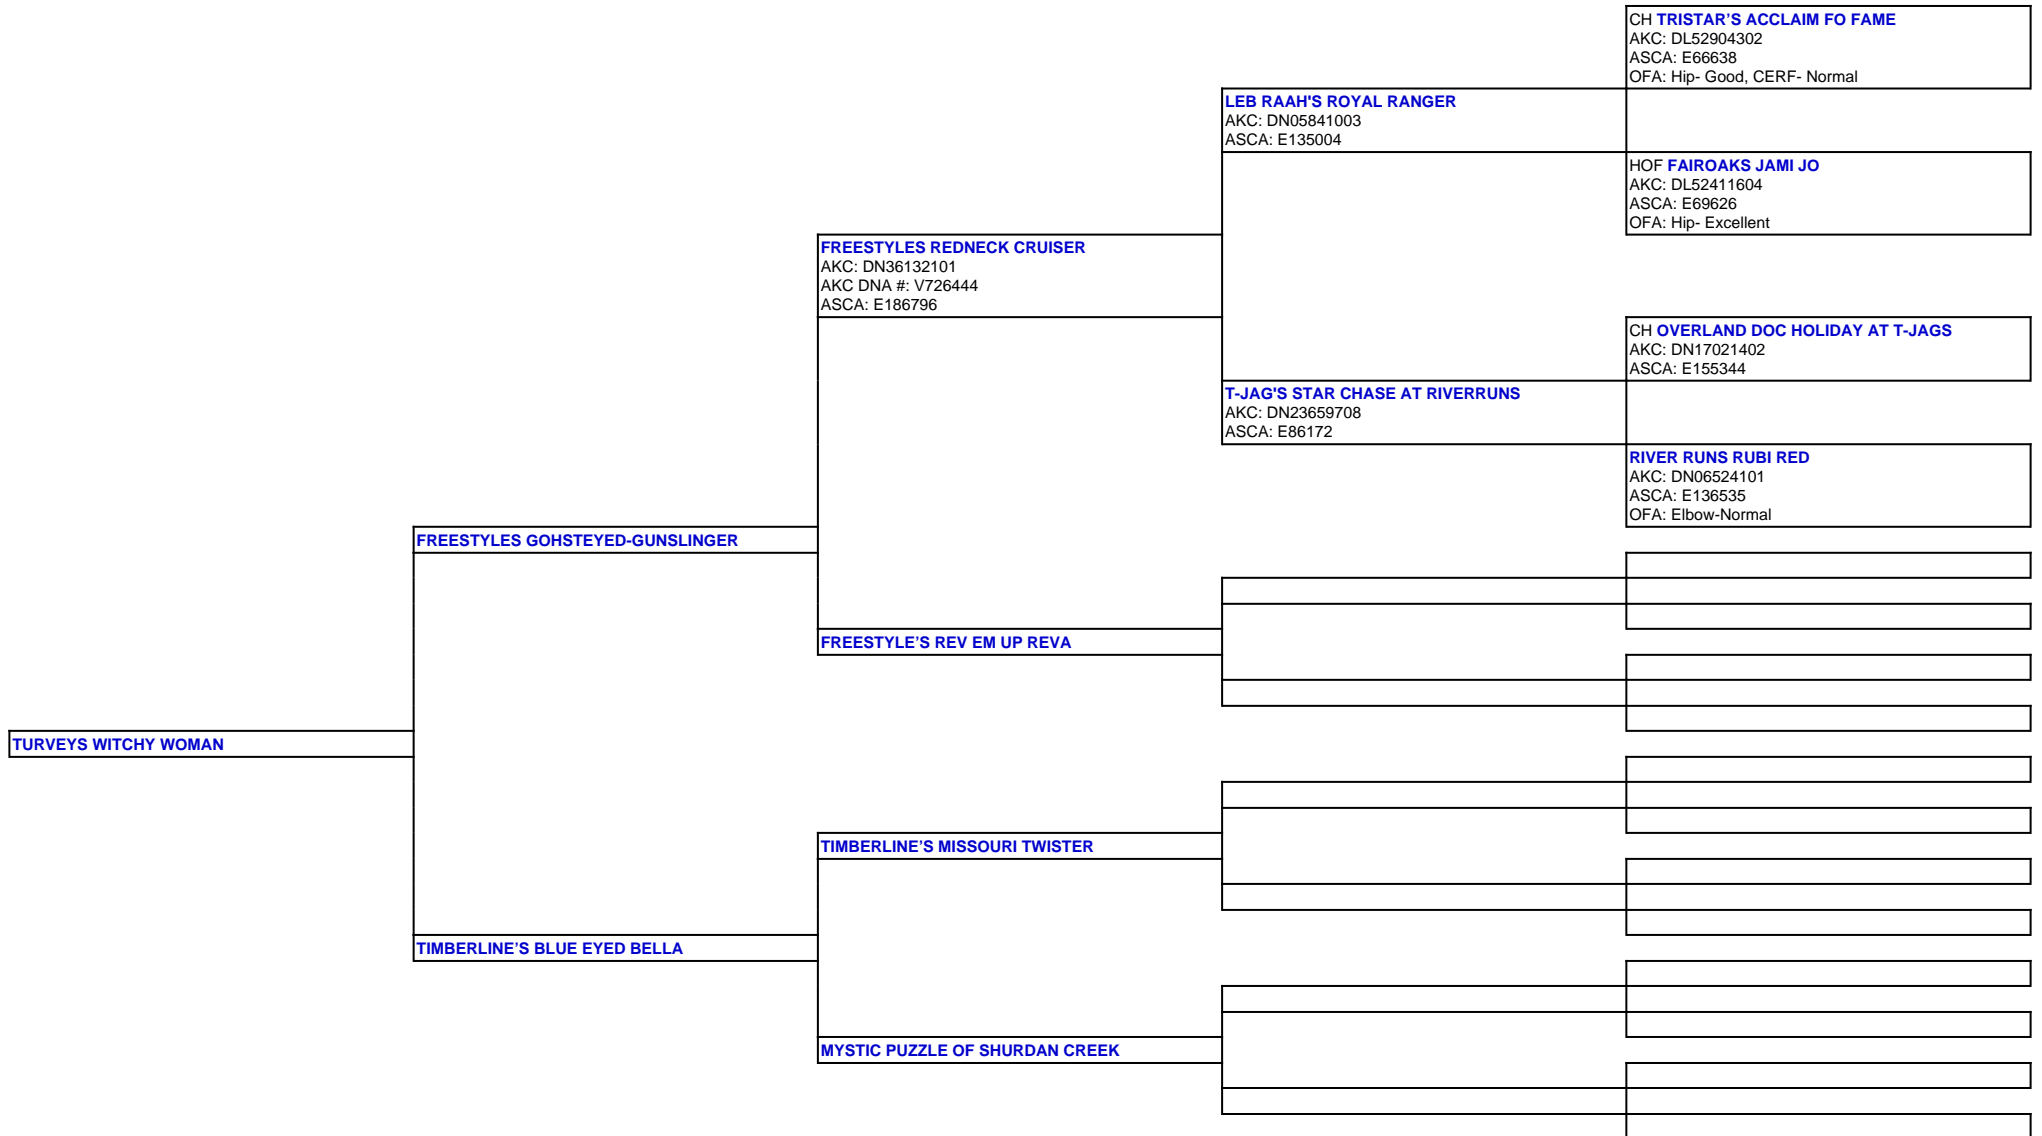 CH TRISTAR’S ACCLAIM FO FAME
AKC: DL52904302
ASCA: E66638
OFA: Hip- Good, CERF- Normal
LEB RAAH'S ROYAL RANGER
AKC: DN05841003
ASCA: E135004
HOF FAIROAKS JAMI JO
AKC: DL52411604
ASCA: E69626
OFA: Hip- Excellent
FREESTYLES REDNECK CRUISER
AKC: DN36132101
AKC DNA #: V726444
ASCA: E186796
CH OVERLAND DOC HOLIDAY AT T-JAGS
AKC: DN17021402
ASCA: E155344
T-JAG'S STAR CHASE AT RIVERRUNS
AKC: DN23659708
ASCA: E86172
RIVER RUNS RUBI RED
AKC: DN06524101
ASCA: E136535
OFA: Elbow-Normal
FREESTYLES GOHSTEYED-GUNSLINGER
FREESTYLE’S REV EM UP REVA
TURVEYS WITCHY WOMAN
TIMBERLINE’S MISSOURI TWISTER
TIMBERLINE’S BLUE EYED BELLA
MYSTIC PUZZLE OF SHURDAN CREEK